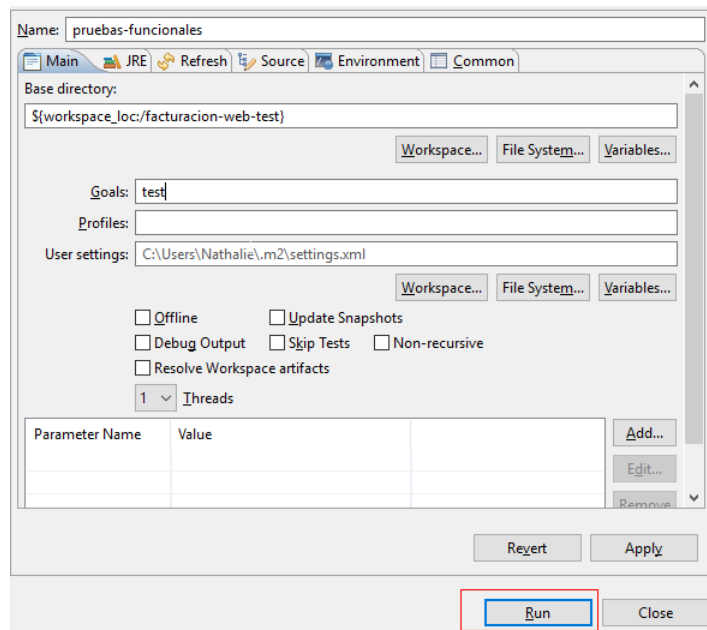 Name: pruebas-funcionales
Main JRE Refresh Source Environment Common
Base directory:
${workspace_loc:/facturacion-web-test}
Workspace... File System... Variables...
Goals: test
Profiles:
User settings: C:\Users\Nathalie\.m2\settings.xml
Workspace... File System... Variables...
Offline Update Snapshots
Debug Output Skip Tests Non-recursive
Resolve Workspace artifacts
1 Threads
Parameter Name Value Add...
Edit...
Remove
Revert Apply
Run Close